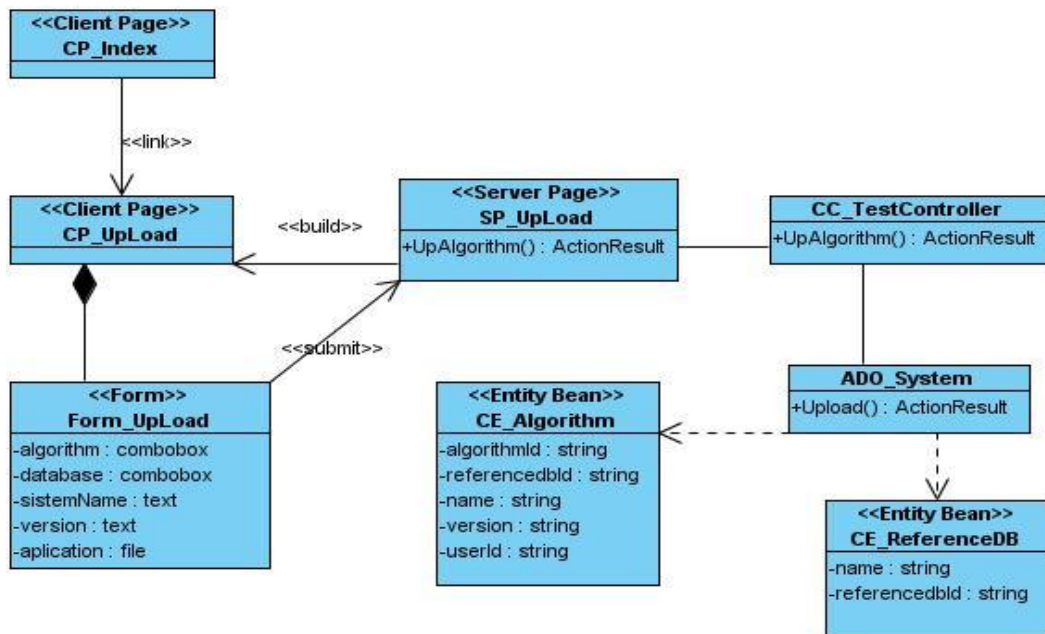 <<Client Page>>
CP_Index
<<link>>
<<Client Page>>
CP_UpLoad
<<build>>
<<Server Page>>
SP_UpLoad
+UpAlgorithm() : ActionResult
CC_TestController
+UpAlgorithm() : ActionResult
<<submit>>
<<Form>>
Form_UpLoad
-algorithm : combobox
-database : combobox
-sistemName : text
-version : text
-aplication : file
<<Entity Bean>>
CE_Algorithm
-algorithmId : string
-referencedbId : string
-name : string
-version : string
-userId : string
ADO_System
+Upload() : ActionResult
<<Entity Bean>>
CE_ReferenceDB
-name : string
-referencedbId : string